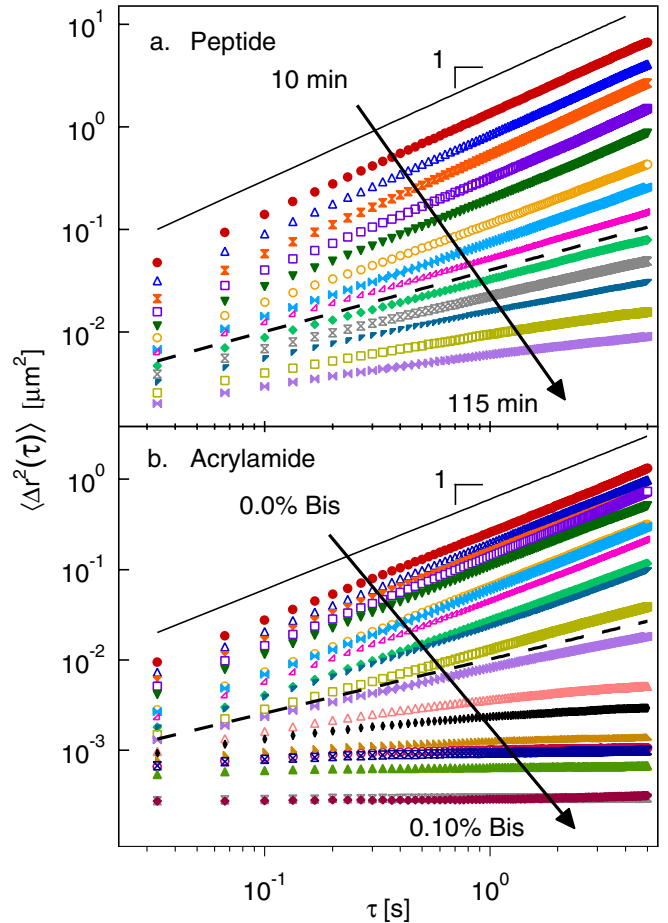 a. Peptide
1
10 min
115 min
10¹
10⁰
10⁻¹
10⁻²
⟨Δr²(τ)⟩ [μm²]
b. Acrylamide
1
0.0% Bis
0.10% Bis
10⁰
10⁻¹
10⁻²
10⁻³
10⁻¹ 10⁰
τ [s]